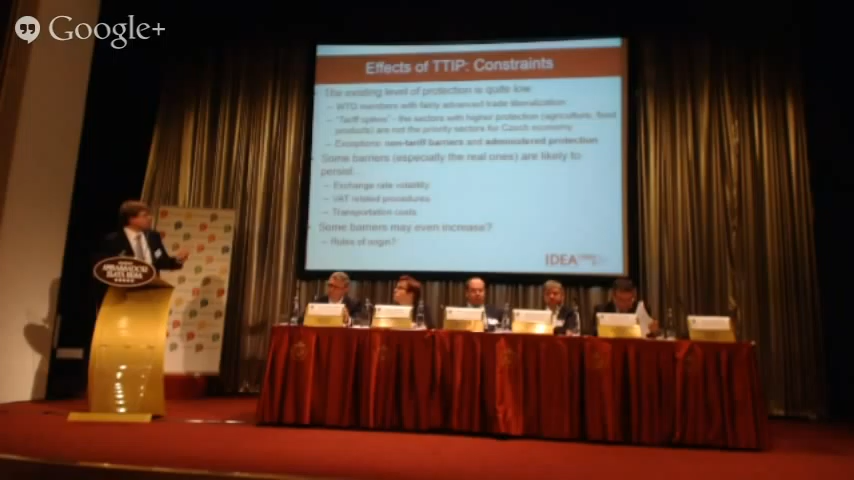 Google+
Effects of TTIP: Constraints
The existing level of protection is quite low
– WTO members with fairly advanced trade liberalization
– "Tariff spikes" - the sectors with higher protection (agriculture, food
products) are not the priority sectors for Czech economy
– Exceptions: non-tariff barriers and administered protection
Some barriers (especially the real ones) are likely to
persist...
– Exchange rate volatility
– VAT related procedures
– Transportation costs
Some barriers may even increase?
– Rules of origin?
IDEA
AMBASSADOR
ZLATA HUSA